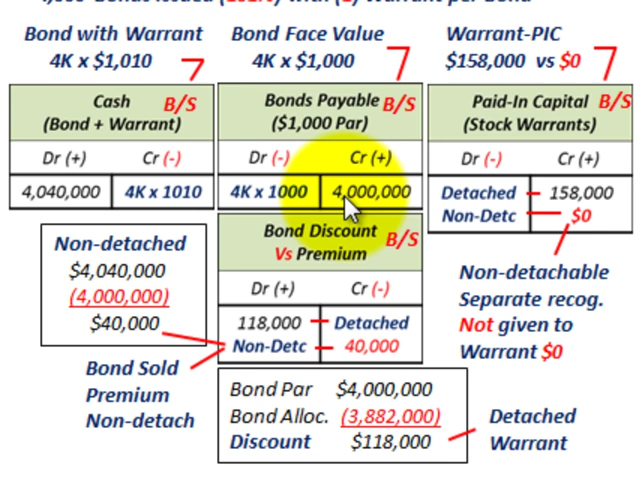 Bond with Warrant
4K x $1,010
Bond Face Value
4K x $1,000
Warrant-PIC
$158,000 vs $0
Cash B/S
(Bond + Warrant)
Dr (+) Cr (-)
4,040,000 4K x 1010
Bonds Payable B/S
($1,000 Par)
Dr (-) Cr (+)
4K x 1000 4,000,000
Paid-In Capital B/S
(Stock Warrants)
Dr (-) Cr (+)
Detached 158,000
Non-Detc $0
Non-detached
$4,040,000
(4,000,000)
$40,000
Bond Discount B/S
Vs Premium
Dr (+) Cr (-)
118,000 Detached
Non-Detc 40,000
Non-detachable
Separate recog.
Not given to
Warrant $0
Bond Sold
Premium
Non-detach
Bond Par $4,000,000
Bond Alloc. (3,882,000)
Discount $118,000
Detached
Warrant